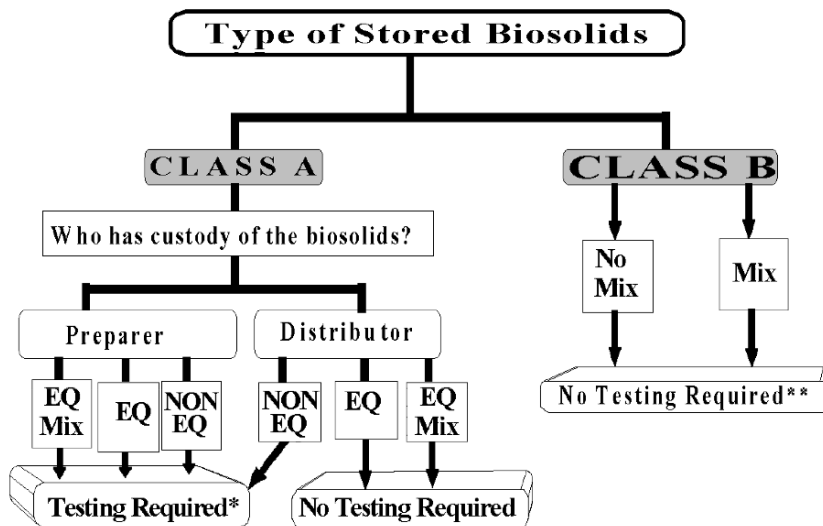 Type of Stored Biosolids
CLASS A
CLASS B
Who has custody of the biosolids?
No
Mix
Mix
Preparer
Distributor
EQ
Mix
EQ
NON
EQ
NON
EQ
EQ
EQ
Mix
No Testing Required**
Testing Required*
No Testing Required